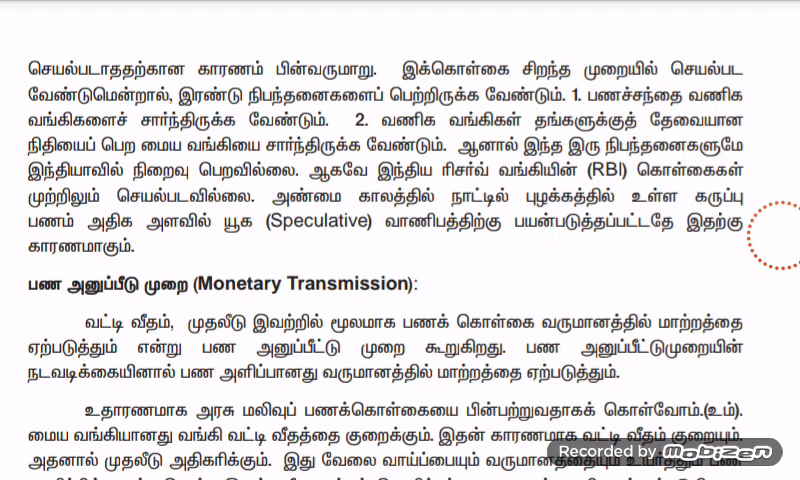 செயல்படாததற்கான காரணம் பின்வருமாறு. இக்கொள்கை சிறந்த முறையில் செயல்பட
வேண்டுமென்றால், இரண்டு நிபந்தனைகளைப் பெற்றிருக்க வேண்டும். 1. பணச்சந்தை வணிக
வங்கிகளைச் சார்ந்திருக்க வேண்டும். 2. வணிக வங்கிகள் தங்களுக்குத் தேவையான
நிதியைப் பெற மைய வங்கியை சார்ந்திருக்க வேண்டும். ஆனால் இந்த இரு நிபந்தனைகளுமே
இந்தியாவில் நிறைவு பெறவில்லை. ஆகவே இந்திய ரிசர்வ் வங்கியின் (RBI) கொள்கைகள்
முற்றிலும் செயல்படவில்லை. அண்மை காலத்தில் நாட்டில் புழக்கத்தில் உள்ள கருப்பு
பணம் அதிக அளவில் யூக (Speculative) வாணிபத்திற்கு பயன்படுத்தப்பட்டதே இதற்கு
காரணமாகும்.
பண அனுப்பீடு முறை (Monetary Transmission):
வட்டி வீதம், முதலீடு இவற்றில் மூலமாக பணக் கொள்கை வருமானத்தில் மாற்றத்தை
ஏற்படுத்தும் என்று பண அனுப்பீட்டு முறை கூறுகிறது. பண அனுப்பீட்டுமுறையின்
நடவடிக்கையினால் பண அளிப்பானது வருமானத்தில் மாற்றத்தை ஏற்படுத்தும்.
உதாரணமாக அரசு மலிவுப் பணக்கொள்கையை பின்பற்றுவதாகக் கொள்வோம்.(உம்).
மைய வங்கியானது வங்கி வட்டி வீதத்தை குறைக்கும். இதன் காரணமாக வட்டி வீதம் குறையும்.
அதனால் முதலீடு அதிகரிக்கும். இது வேலை வாய்ப்பையும் வருமானத்தையும் உயர்த்தும் பண
Recorded by Mobizen